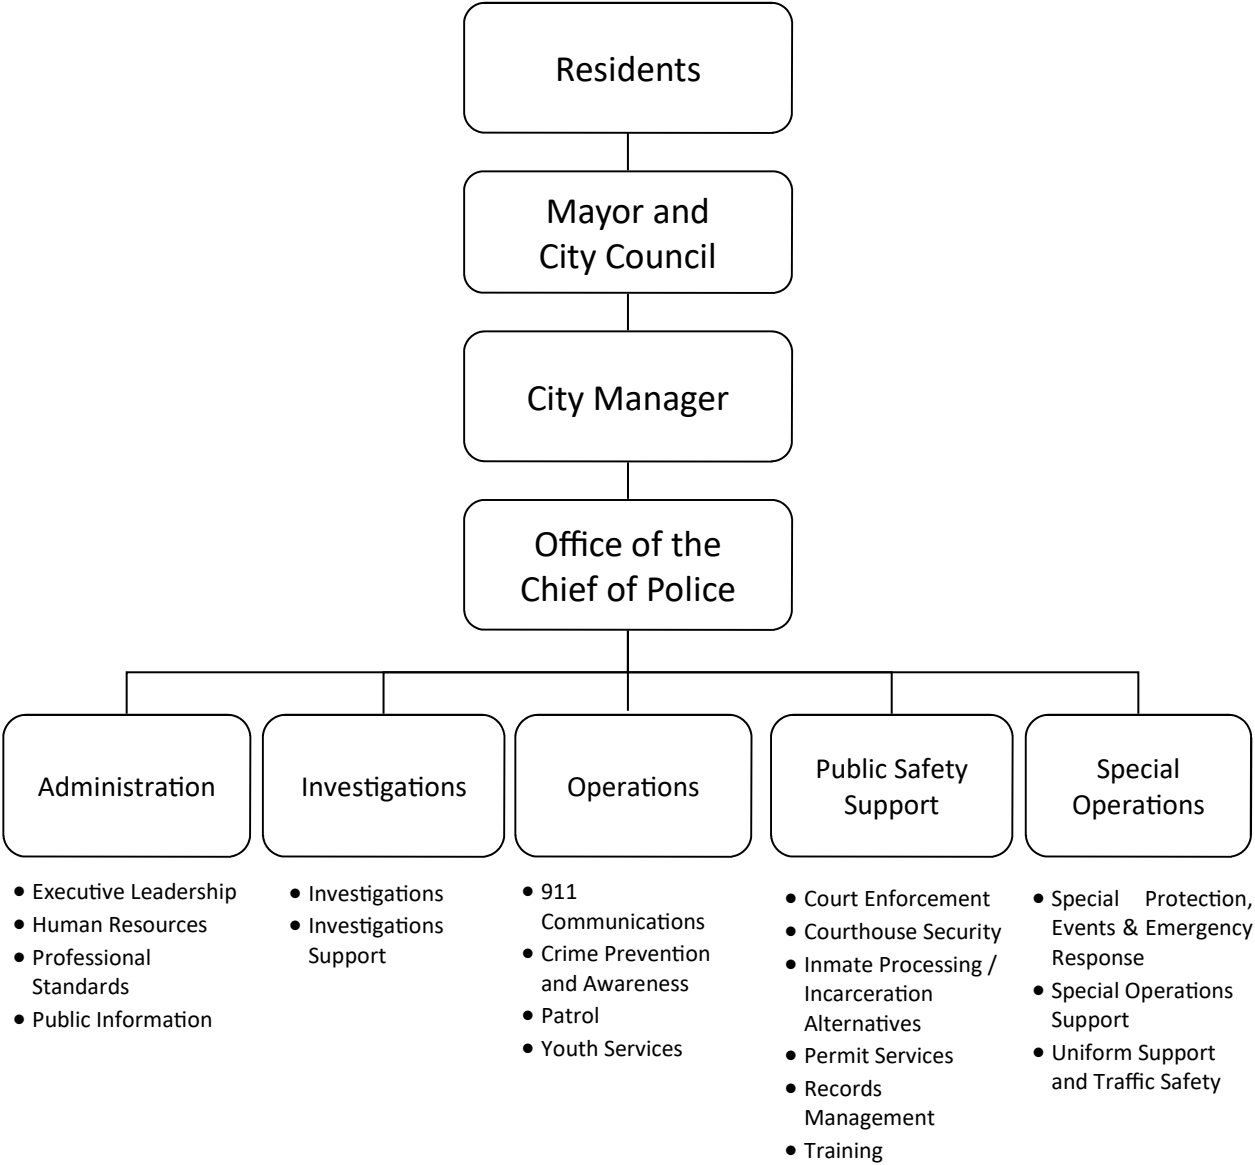 Residents
Mayor and
City Council
City Manager
Office of the
Chief of Police
Administration
• Executive Leadership
• Human Resources
• Professional
Standards
• Public Information
Investigations
• Investigations
• Investigations
Support
Operations
• 911
Communications
• Crime Prevention
and Awareness
• Patrol
• Youth Services
Public Safety
Support
• Court Enforcement
• Courthouse Security
• Inmate Processing /
Incarceration
Alternatives
• Permit Services
• Records
Management
• Training
Special
Operations
• Special Protection,
Events & Emergency
Response
• Special Operations
Support
• Uniform Support
and Traffic Safety